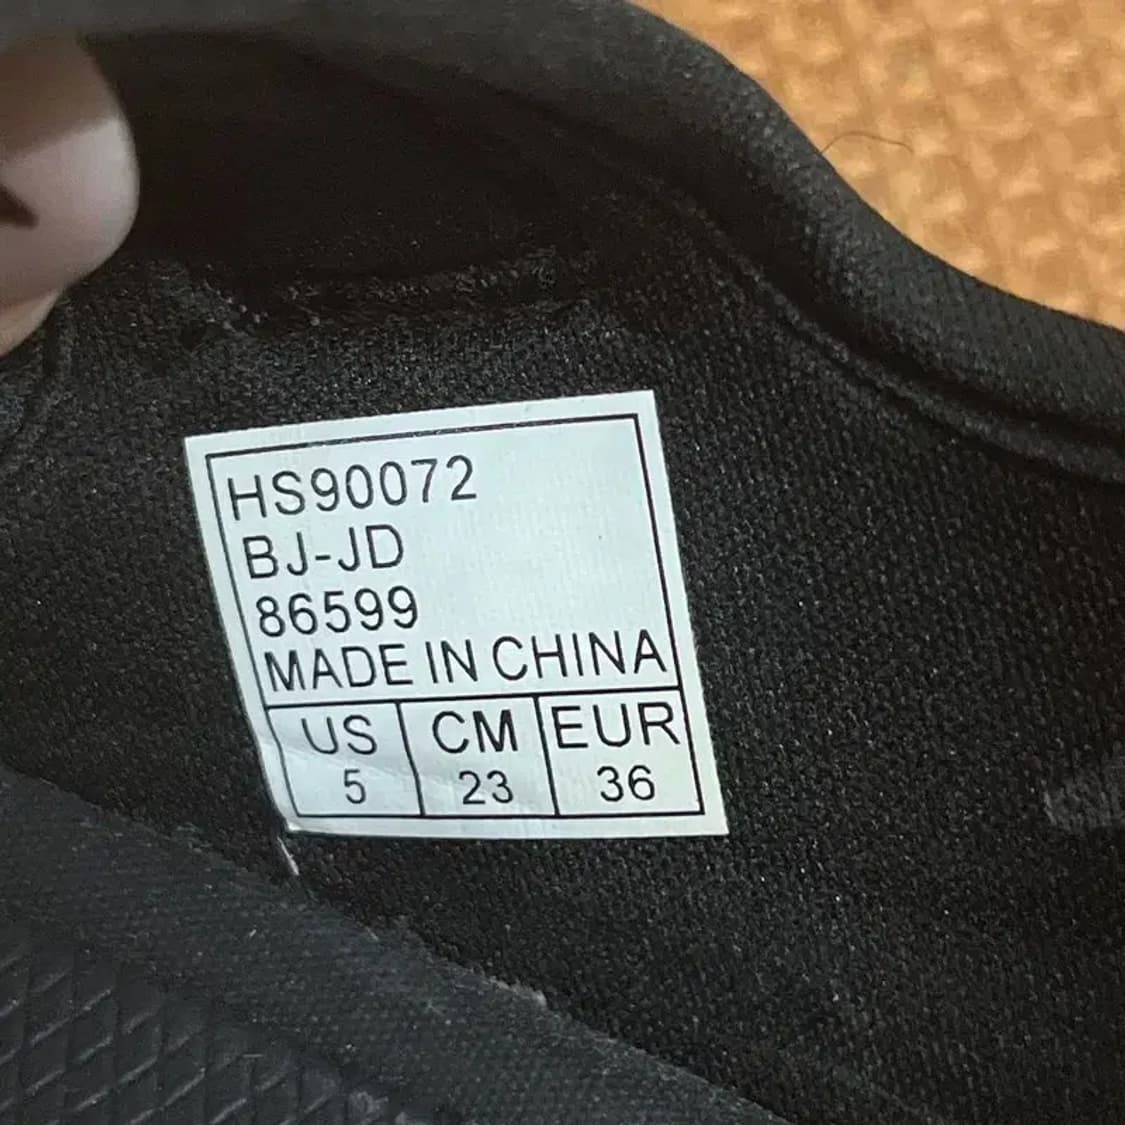 HS90072
BJ-JD
86599
MADE IN CHINA
US CM EUR
5 23 36